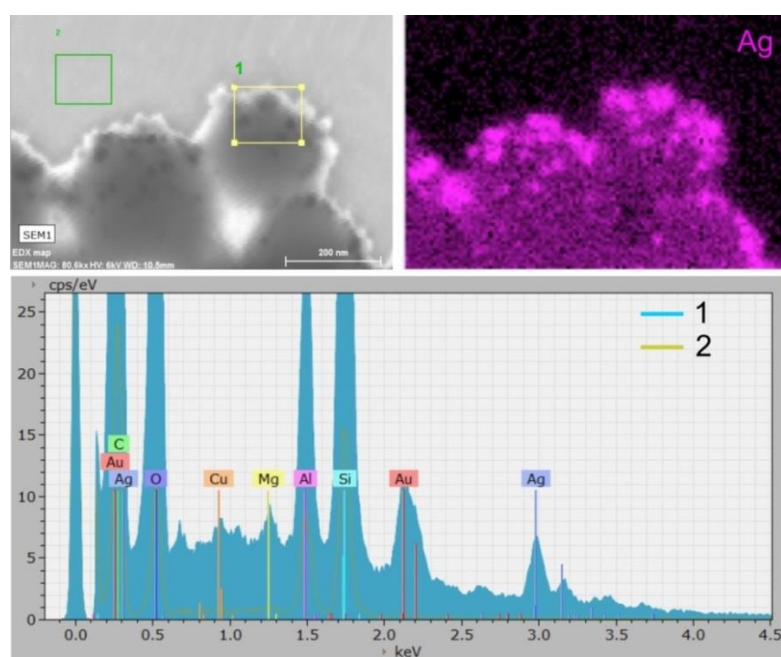 2
1
Ag
SEM1
EDX map
SEM1MAG: 80,6kx HV: 6kV WD: 10,5mm
200 nm
cps/eV
25
20
15
10
5
0
1
2
C
Au
Ag
O
Cu
Mg
Al
Si
Au
Ag
0.0 0.5 1.0 1.5 2.0 2.5 3.0 3.5 4.0 4.5
keV